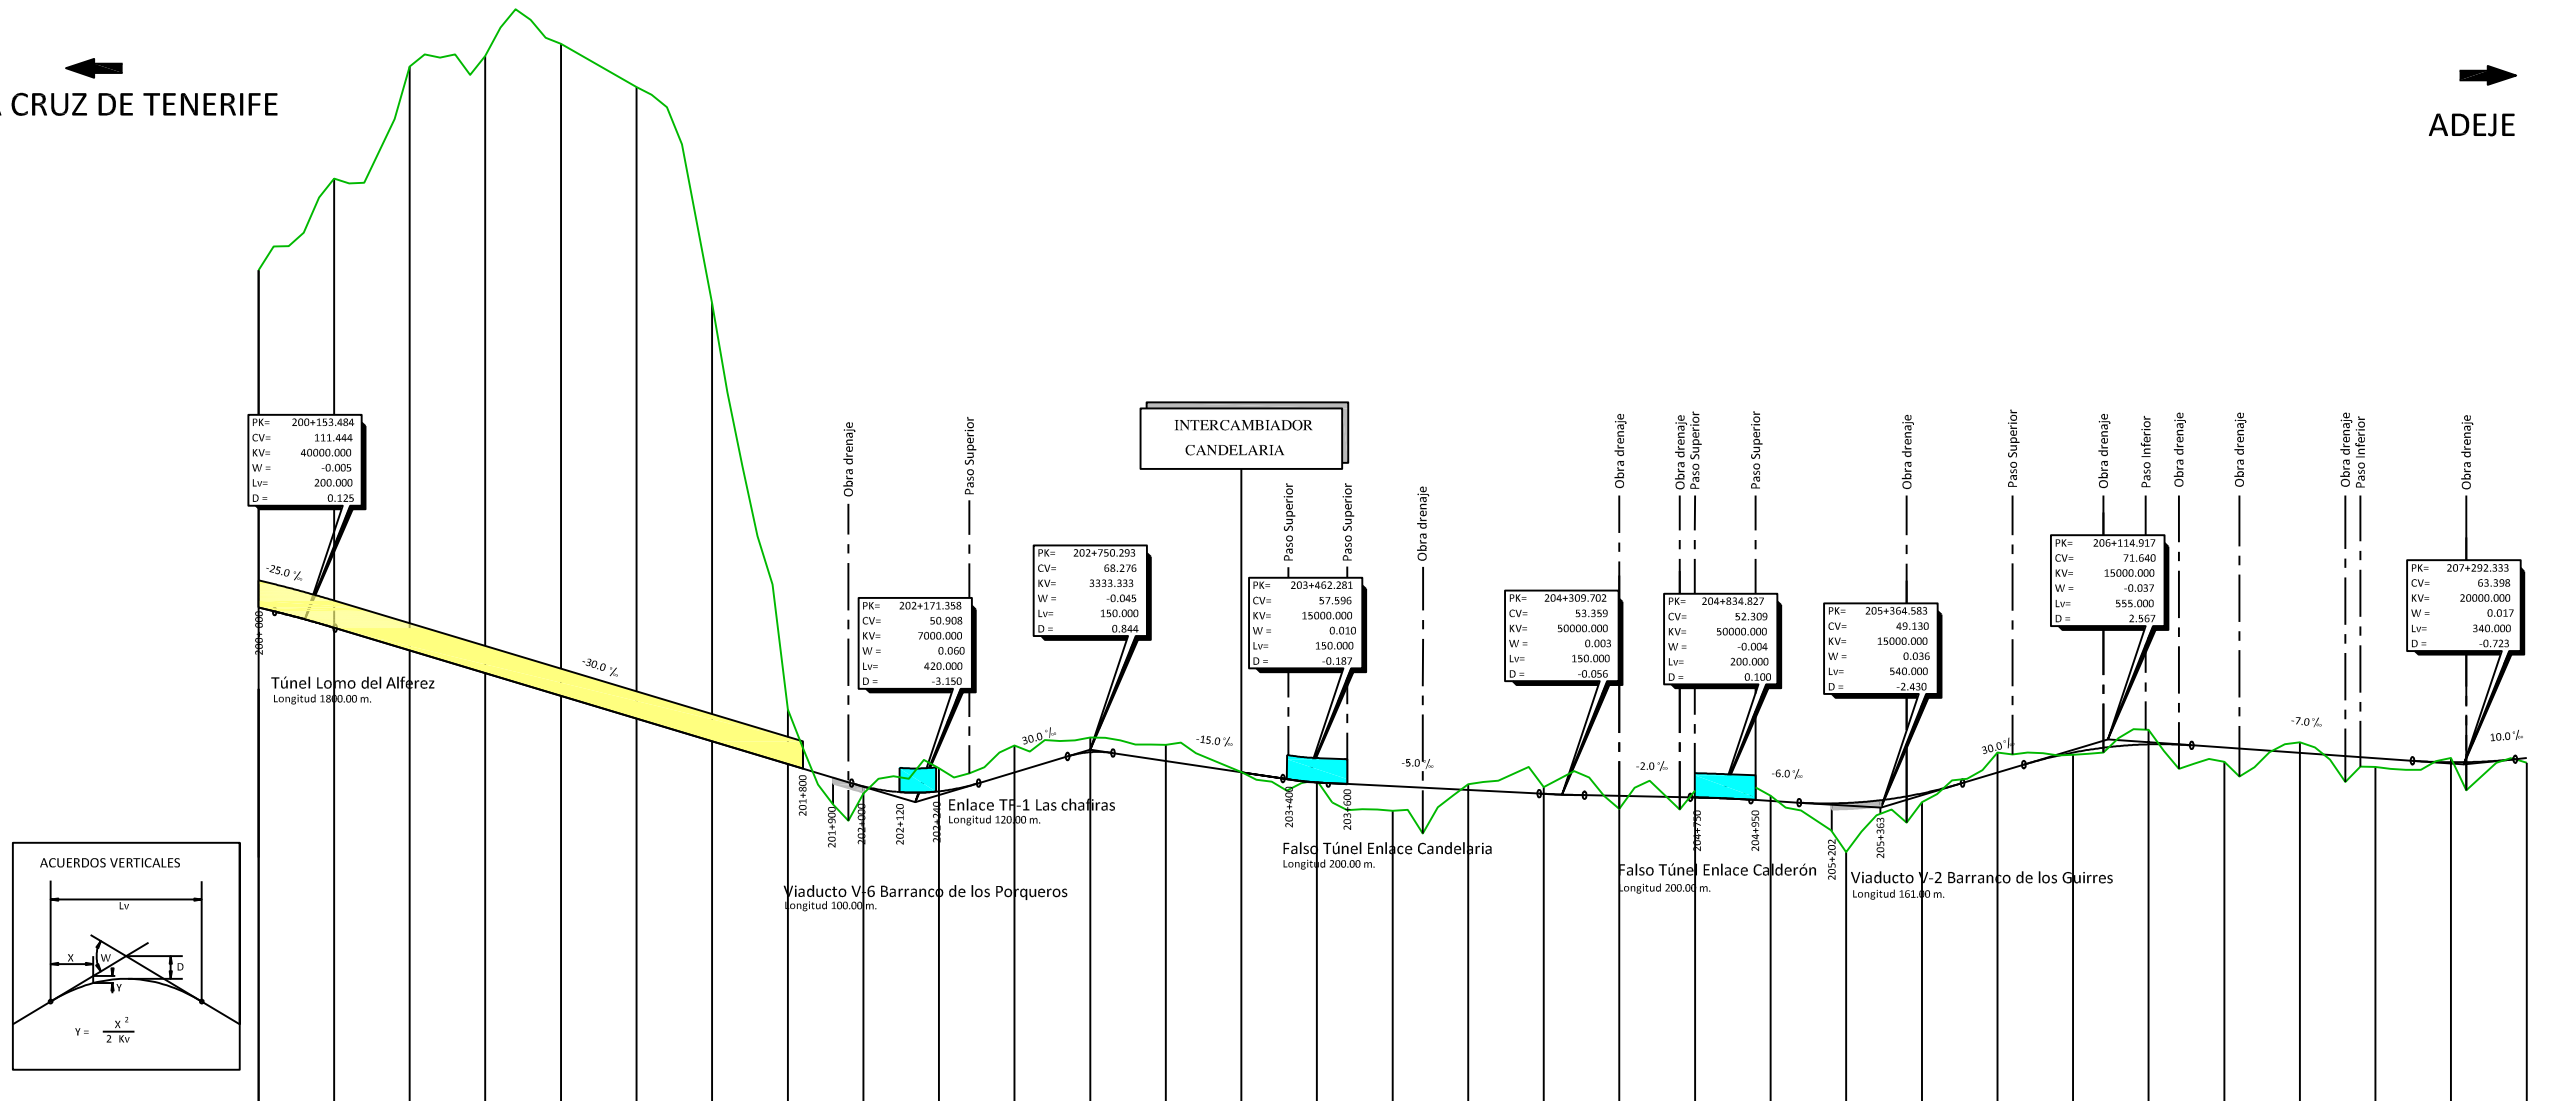 A CRUZ DE TENERIFE
ADEJE
PK= 200+153.484
CV= 111.444
KV= 40000.000
W = -0.005
Lv= 200.000
D = 0.125
-25.0 ‰
200+000
Túnel Lomo del Alférez
Longitud 1800.00 m.
-30.0 ‰
201+800
201+900
Obra drenaje
202+000
Viaducto V-6 Barranco de los Porqueros
Longitud 100.00 m.
PK= 202+171.358
CV= 50.908
KV= 7000.000
W = 0.060
Lv= 420.000
D = -3.150
202+120
202+240
Paso Superior
Enlace TF-1 Las chafiras
Longitud 120.00 m.
30.0 ‰
PK= 202+750.293
CV= 68.276
KV= 3333.333
W = -0.045
Lv= 150.000
D = 0.844
INTERCAMBIADOR
CANDELARIA
-15.0 ‰
Paso Superior
Paso Superior
PK= 203+462.281
CV= 57.596
KV= 15000.000
W = 0.010
Lv= 150.000
D = -0.187
203+400
203+600
Falso Túnel Enlace Candelaria
Longitud 200.00 m.
Obra drenaje
-5.0 ‰
PK= 204+309.702
CV= 53.359
KV= 50000.000
W = 0.003
Lv= 150.000
D = -0.056
Obra drenaje
-2.0 ‰
Obra drenaje
Paso Superior
Paso Superior
PK= 204+834.827
CV= 52.309
KV= 50000.000
W = -0.004
Lv= 200.000
D = 0.100
204+750
204+950
Falso Túnel Enlace Calderón
Longitud 200.00 m.
-6.0 ‰
PK= 205+364.583
CV= 49.130
KV= 15000.000
W = 0.036
Lv= 540.000
D = -2.430
Obra drenaje
205+202
205+363
Viaducto V-2 Barranco de los Guirres
Longitud 161.00 m.
Paso Superior
30.0 ‰
PK= 206+114.917
CV= 71.640
KV= 15000.000
W = -0.037
Lv= 555.000
D = 2.567
Obra drenaje
Paso Inferior
Obra drenaje
Obra drenaje
-7.0 ‰
Obra drenaje
Paso Inferior
Obra drenaje
PK= 207+292.333
CV= 63.398
KV= 20000.000
W = 0.017
Lv= 340.000
D = -0.723
10.0 ‰
ACUERDOS VERTICALES
Lv
X
W
D
Y
Y = X 2
2 Kv